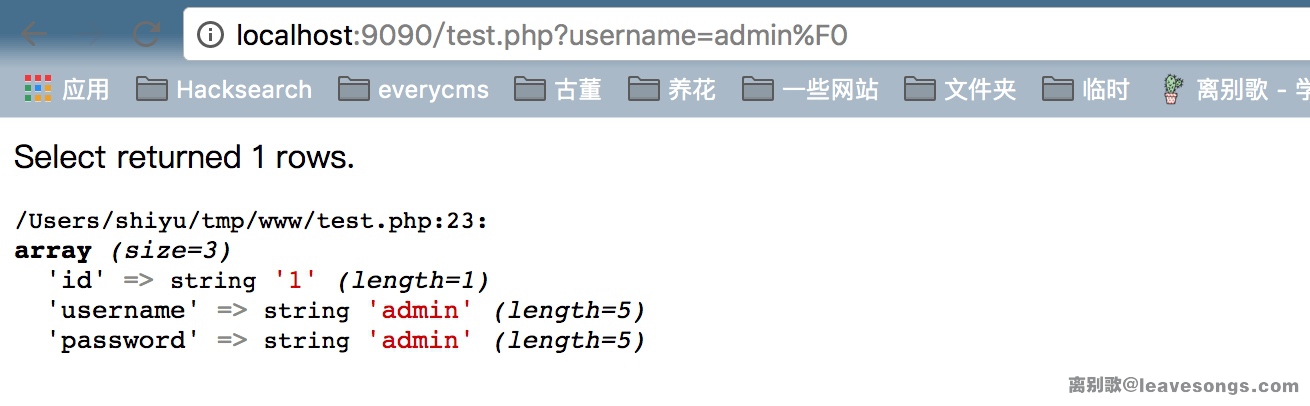 localhost:9090/test.php?username=admin%F0
应用 Hacksearch everycms 古董 养花 一些网站 文件夹 临时 离别歌 - 学
Select returned 1 rows.
/Users/shiyu/tmp/www/test.php:23:
array (size=3)
'id' => string '1' (length=1)
'username' => string 'admin' (length=5)
'password' => string 'admin' (length=5)
离别歌@leavesongs.com